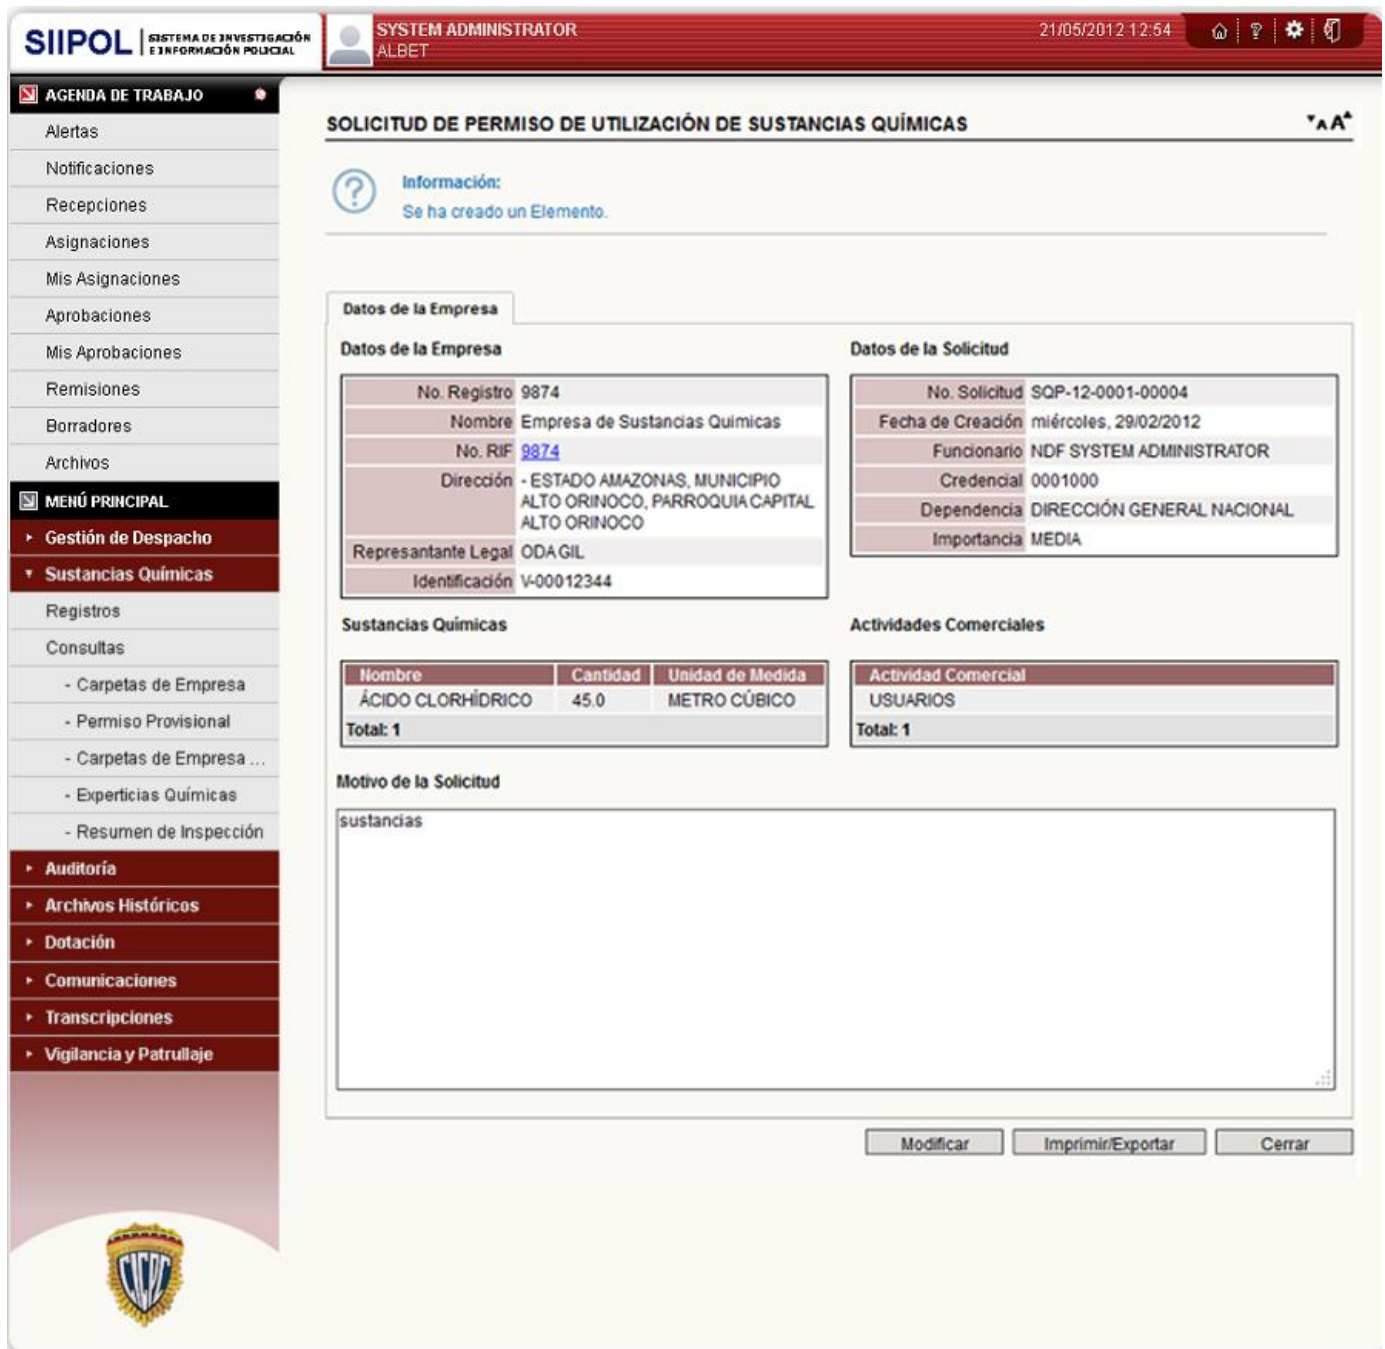 SIIPOL SISTEMA DE INVESTIGACIÓN
E INFORMACIÓN POLICIAL
SYSTEM ADMINISTRATOR
ALBET
21/05/2012 12:54
AGENDA DE TRABAJO
Alertas
Notificaciones
Recepciones
Asignaciones
Mis Asignaciones
Aprobaciones
Mis Aprobaciones
Remisiones
Borradores
Archivos
MENÚ PRINCIPAL
Gestión de Despacho
Sustancias Químicas
Registros
Consultas
- Carpetas de Empresa
- Permiso Provisional
- Carpetas de Empresa ...
- Experticias Químicas
- Resumen de Inspección
Auditoría
Archivos Históricos
Dotación
Comunicaciones
Transcripciones
Vigilancia y Patrullaje
CICPC
SOLICITUD DE PERMISO DE UTILIZACIÓN DE SUSTANCIAS QUÍMICAS
A A
Información:
Se ha creado un Elemento.
Datos de la Empresa
Datos de la Empresa
No. Registro 9874
Nombre Empresa de Sustancias Quimicas
No. RIF 9874
Dirección - ESTADO AMAZONAS, MUNICIPIO
ALTO ORINOCO, PARROQUIA CAPITAL
ALTO ORINOCO
Represantante Legal ODA GIL
Identificación V-00012344
Datos de la Solicitud
No. Solicitud SQP-12-0001-00004
Fecha de Creación miércoles, 29/02/2012
Funcionario NDF SYSTEM ADMINISTRATOR
Credencial 0001000
Dependencia DIRECCIÓN GENERAL NACIONAL
Importancia MEDIA
Sustancias Químicas
Nombre Cantidad Unidad de Medida
ÁCIDO CLORHÍDRICO 45.0 METRO CÚBICO
Total: 1
Actividades Comerciales
Actividad Comercial
USUARIOS
Total: 1
Motivo de la Solicitud
sustancias
Modificar Imprimir/Exportar Cerrar